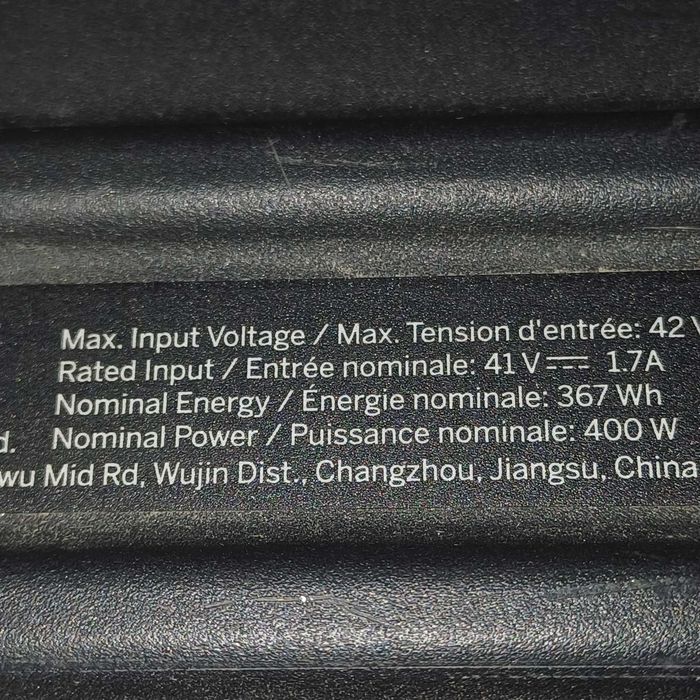 Max. Input Voltage / Max. Tension d'entrée: 42 V
Rated Input / Entrée nominale: 41 V⎓ 1.7A
Nominal Energy / Énergie nominale: 367 Wh
d. Nominal Power / Puissance nominale: 400 W
wu Mid Rd, Wujin Dist., Changzhou, Jiangsu, China